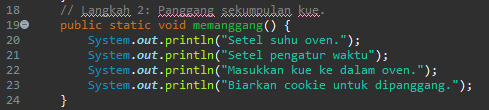 18 // Langkah 2: Panggang sekumpulan kue.
19 public static void memanggang() {
20 System.out.println("Setel suhu oven.");
21 System.out.println("Setel pengatur waktu");
22 System.out.println("Masukkan kue ke dalam oven.");
23 System.out.println("Biarkan cookie untuk dipanggang.");
24 }